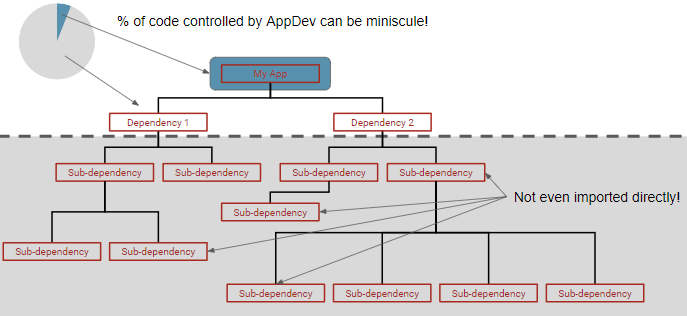 % of code controlled by AppDev can be miniscule!
My App
Dependency 1
Dependency 2
Sub-dependency
Sub-dependency
Sub-dependency
Sub-dependency
Not even imported directly!
Sub-dependency
Sub-dependency
Sub-dependency
Sub-dependency
Sub-dependency
Sub-dependency
Sub-dependency